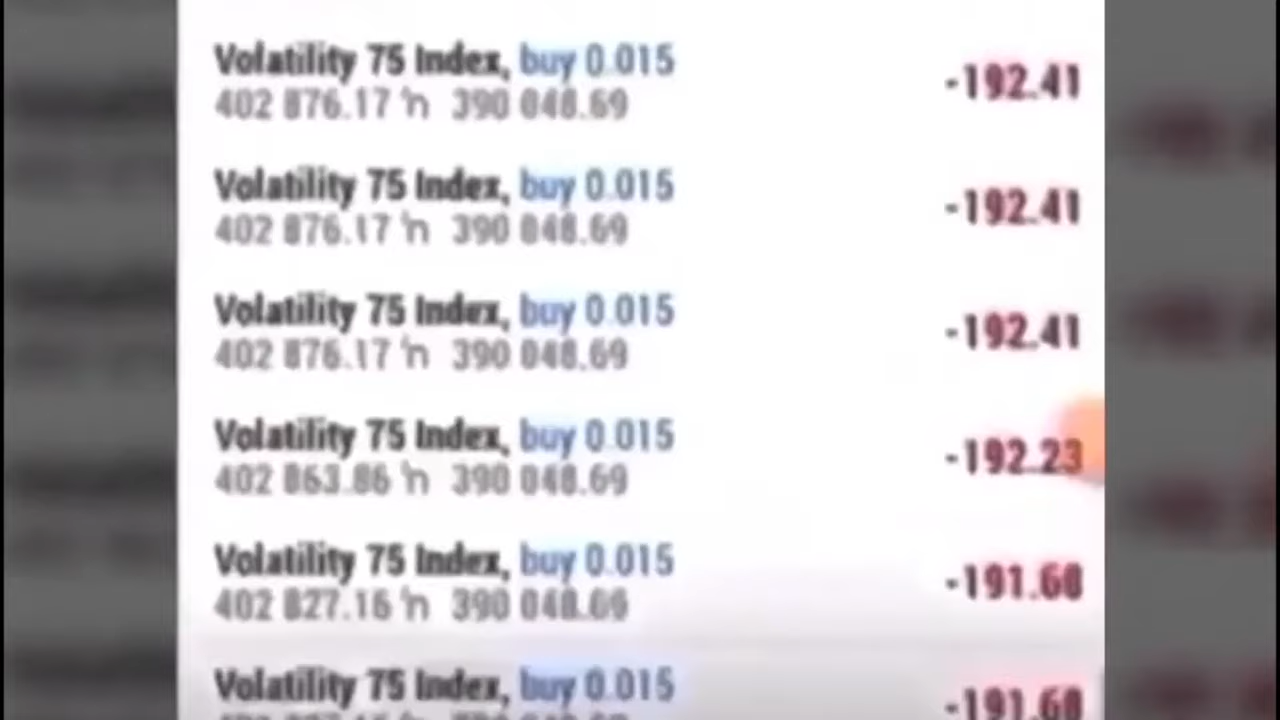 Volatility 75 Index, buy 0.015
-192.41
402 876.17 'n 390 048.69
Volatility 75 Index, buy 0.015
-192.41
402 876.17 'n 390 048.69
Volatility 75 Index, buy 0.015
-192.41
402 876.17 'n 390 048.69
Volatility 75 Index, buy 0.015
-192.23
402 863.86 'n 390 048.69
Volatility 75 Index, buy 0.015
-191.68
402 827.16 'n 390 048.69
Volatility 75 Index, buy 0.015
-191.68